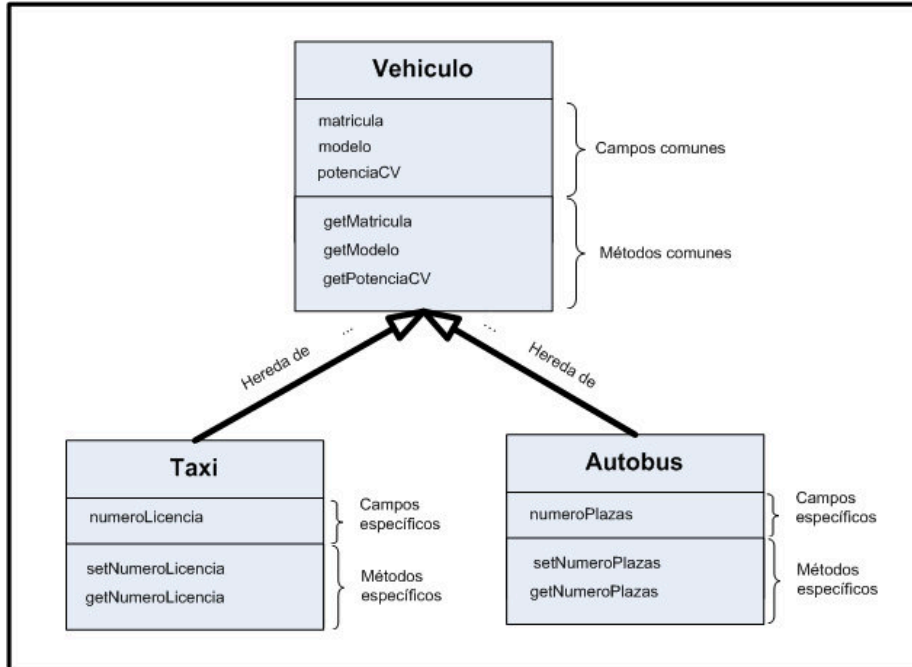 Vehiculo
matricula
modelo
potenciaCV
Campos comunes
getMatricula
getModelo
getPotenciaCV
Métodos comunes
Hereda de
...
...
Hereda de
Taxi
numeroLicencia
Campos
específicos
setNumeroLicencia
getNumeroLicencia
Métodos
específicos
Autobus
numeroPlazas
Campos
específicos
setNumeroPlazas
getNumeroPlazas
Métodos
específicos